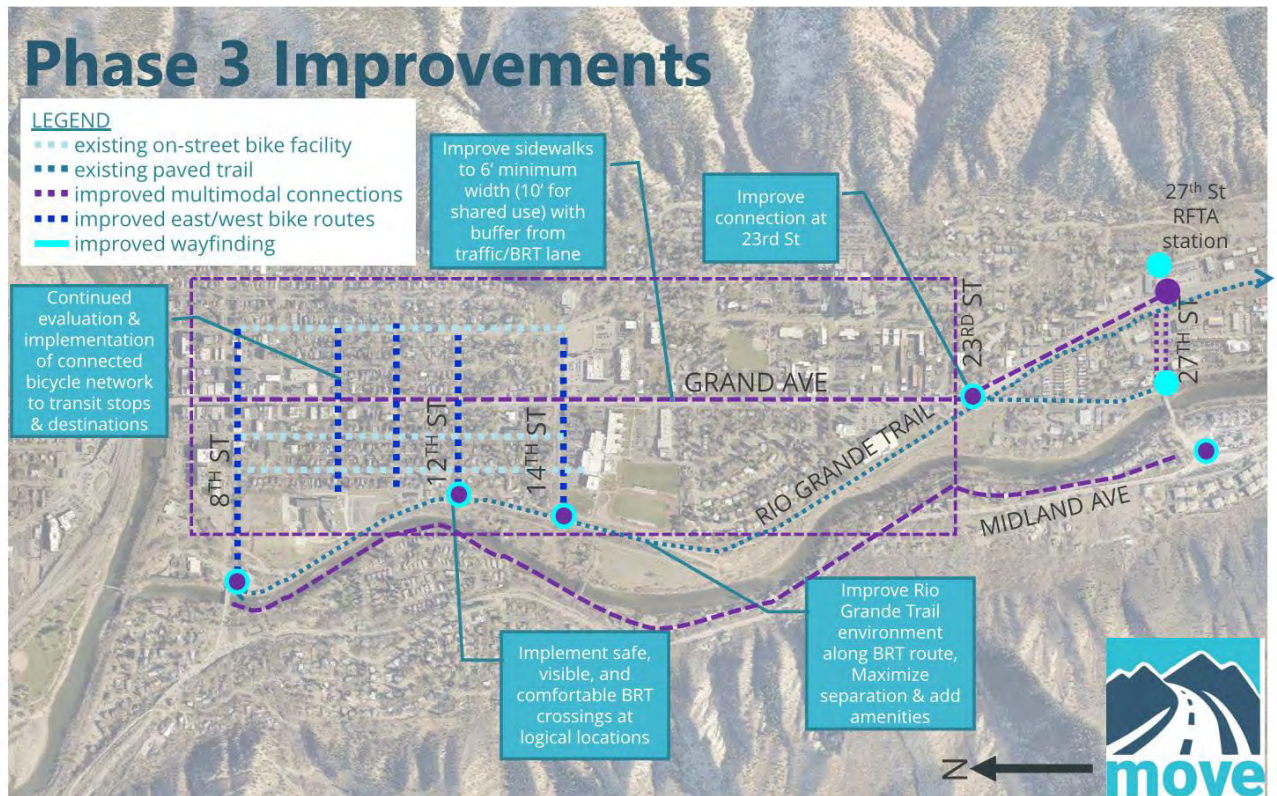 Phase 3 Improvements
LEGEND
existing on-street bike facility
existing paved trail
improved multimodal connections
improved east/west bike routes
improved wayfinding
Improve sidewalks
to 6' minimum
width (10' for
shared use) with
buffer from
traffic/BRT lane
Improve
connection at
23rd St
27th St
RFTA
station
Continued
evaluation &
implementation
of connected
bicycle network
to transit stops
& destinations
23RD ST
27TH ST
GRAND AVE
8TH ST
12TH ST
14TH ST
RIO GRANDE TRAIL
MIDLAND AVE
Implement safe,
visible, and
comfortable BRT
crossings at
logical locations
Improve Rio
Grande Trail
environment
along BRT route,
Maximize
separation & add
amenities
N
move